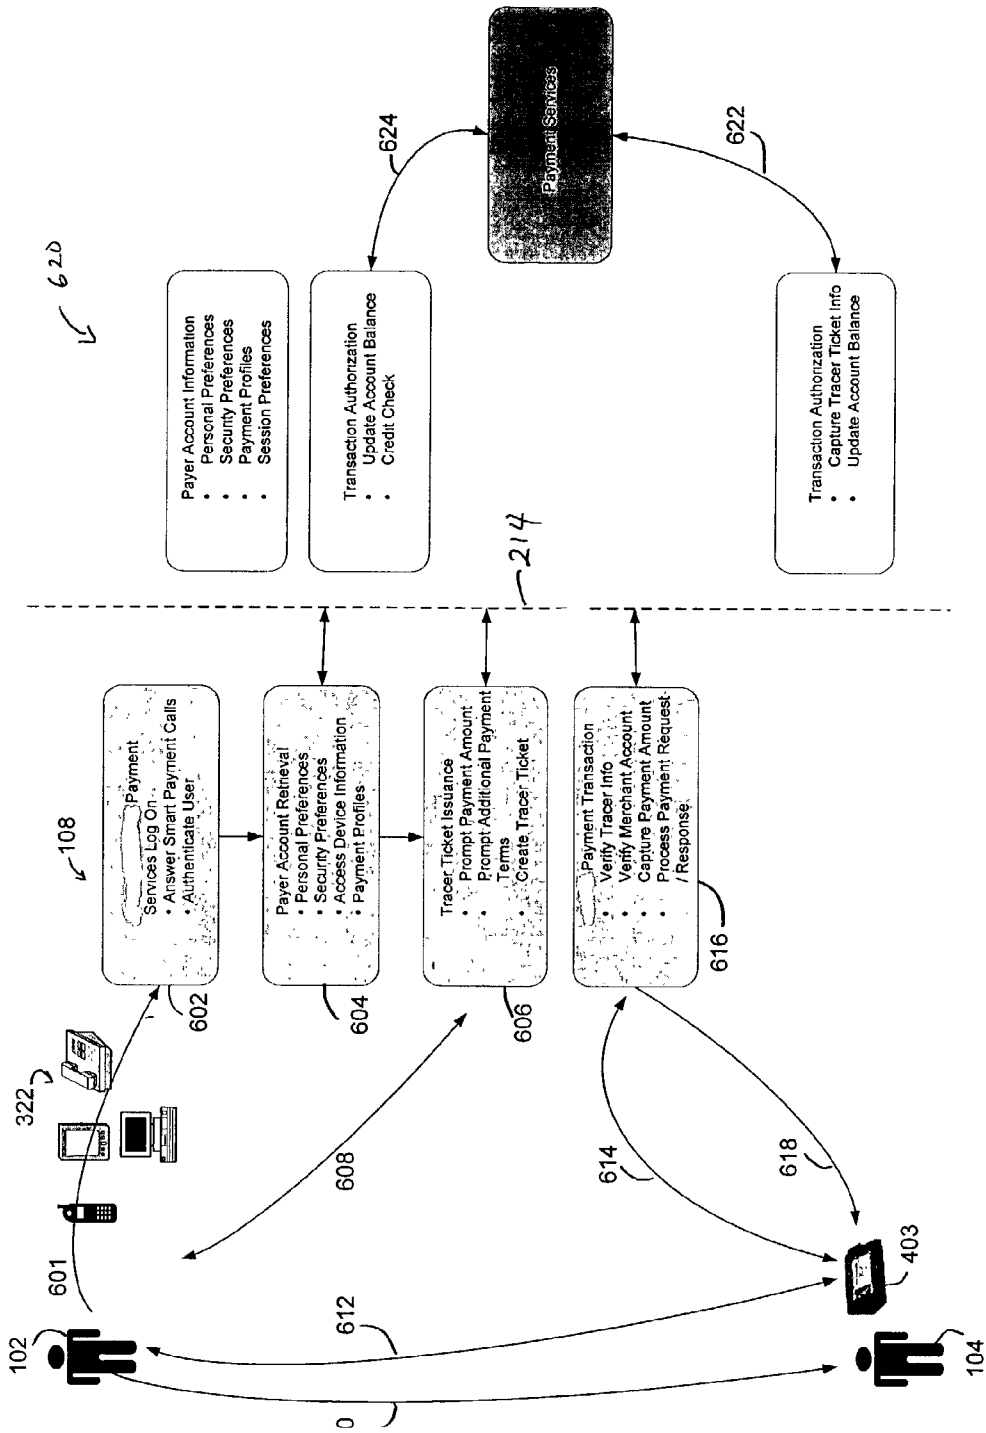 102
601
322
108
620
Payment
Services Log On
• Answer Smart Payment Calls
• Authenticate User
602
Payer Account Retrieval
• Personal Preferences
• Security Preferences
• Access Device Information
• Payment Profiles
604
Tracer Ticket Issuance
• Prompt Payment Amount
• Prompt Additional Payment
Terms
• Create Tracer Ticket
606
Payment Transaction
• Verify Tracer Info
• Verify Merchant Account
• Capture Payment Amount
• Process Payment Request
/ Response
616
608
612
0
614
618
403
104
214
Payer Account Information
• Personal Preferences
• Security Preferences
• Payment Profiles
• Session Preferences
Transaction Authorization
• Update Account Balance
• Credit Check
624
Payment Services
622
Transaction Authorization
• Capture Tracer Ticket Info
• Update Account Balance